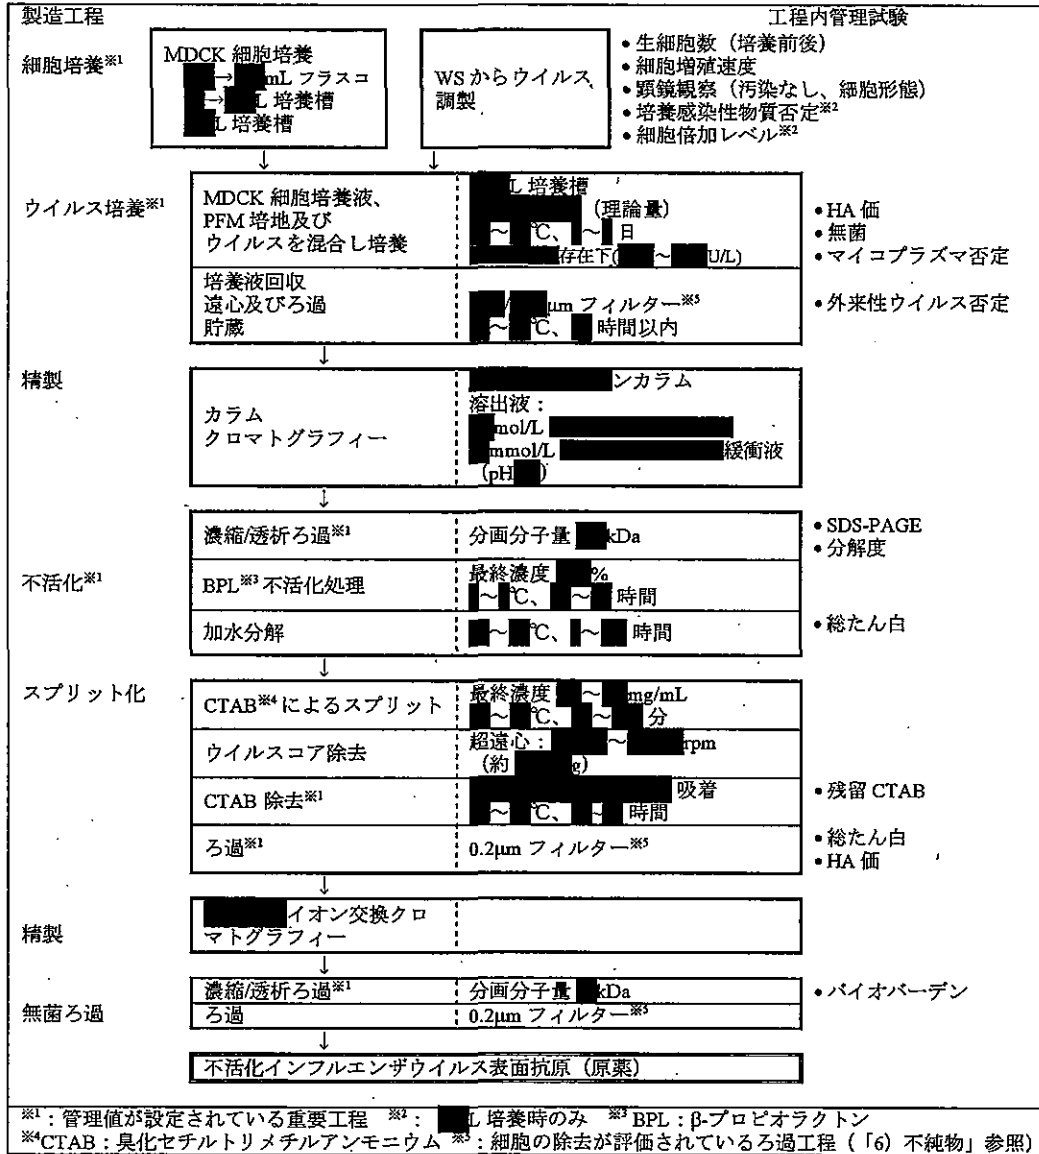 製造工程
工程内管理試験
細胞培養※1
MDCK 細胞培養
→ mL フラスコ
→ L 培養槽
L 培養槽
WS からウイルス
調製
• 生細胞数（培養前後）
• 細胞増殖速度
• 顕鏡観察（汚染なし、細胞形態）
• 培養感染性物質否定※2
• 細胞倍加レベル※2
↓ ↓
ウイルス培養※1
MDCK 細胞培養液、
PFM 培地及び
ウイルスを混合し培養
L 培養槽
（理論量）
～ ℃、 ～ 日
存在下( ～ U/L)
• HA 価
• 無菌
• マイコプラズマ否定
培養液回収
遠心及びろ過
貯蔵
/ μm フィルター※5
～ ℃、 時間以内
• 外来性ウイルス否定
↓
精製
カラム
クロマトグラフィー
ンカラム
溶出液：
mol/L
mmol/L 緩衝液
（pH ）
↓
不活化※1
濃縮/透析ろ過※1
分画分子量 kDa
• SDS-PAGE
• 分解度
BPL※3 不活化処理
最終濃度 %
～ ℃、 ～ 時間
加水分解
～ ℃、 ～ 時間
• 総たん白
↓
スプリット化
CTAB※4 によるスプリット
最終濃度 ～ mg/mL
～ ℃、 ～ 分
ウイルスコア除去
超遠心： ～ rpm
（約 g）
CTAB 除去※1
吸着
～ ℃、 ～ 時間
• 残留 CTAB
ろ過※1
0.2μm フィルター※5
• 総たん白
• HA 価
↓
精製
イオン交換クロ
マトグラフィー
↓
無菌ろ過
濃縮/透析ろ過※1
分画分子量 kDa
• バイオバーデン
ろ過
0.2μm フィルター※5
↓
不活化インフルエンザウイルス表面抗原（原薬）
※1：管理値が設定されている重要工程 ※2： L 培養時のみ ※3 BPL：β-プロピオラクトン
※4CTAB：臭化セチルトリメチルアンモニウム ※5：細胞の除去が評価されているろ過工程（「6）不純物」参照）